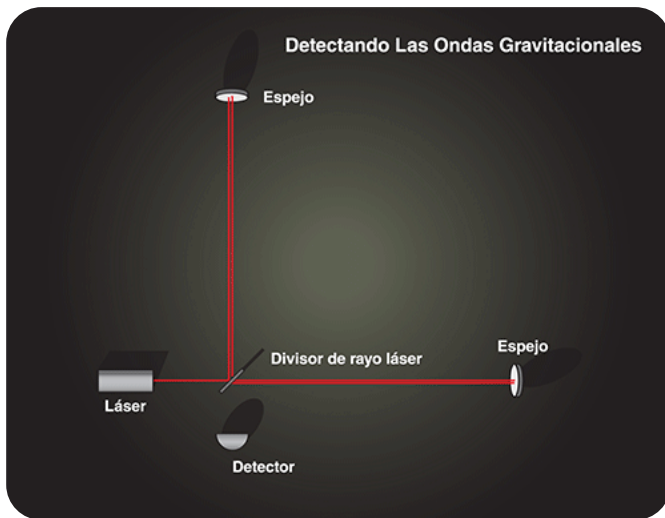 Detectando Las Ondas Gravitacionales
Espejo
Divisor de rayo láser
Espejo
Láser
Detector